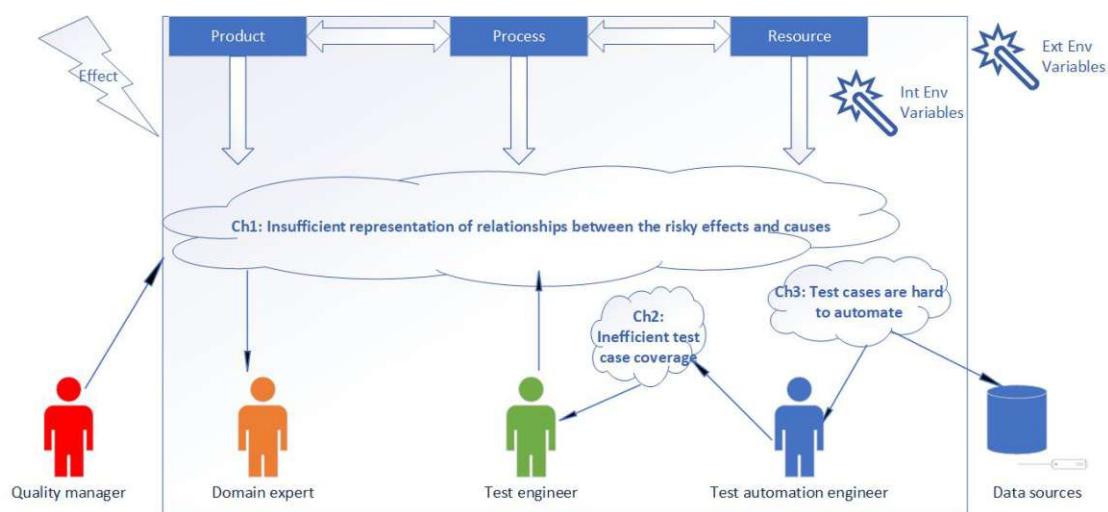 Product
Process
Resource
Effect
Ext Env
Variables
Int Env
Variables
Ch1: Insufficient representation of relationships between the risky effects and causes
Ch2:
Inefficient test
case coverage
Ch3: Test cases are hard
to automate
Quality manager
Domain expert
Test engineer
Test automation engineer
Data sources